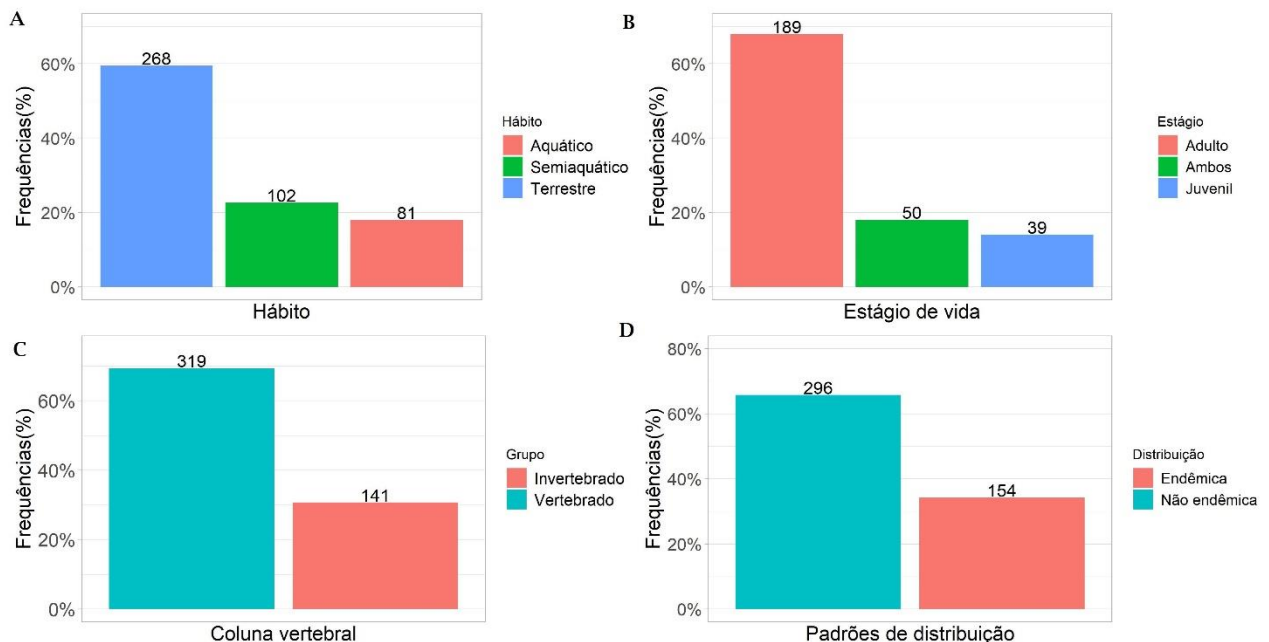 A
Frequências(%)
60%
40%
20%
0%
268
102
81
Hábito
Hábito
Aquático
Semiaquático
Terrestre
B
Frequências(%)
60%
40%
20%
0%
189
50
39
Estágio de vida
Estágio
Adulto
Ambos
Juvenil
C
Frequências(%)
60%
40%
20%
0%
319
141
Coluna vertebral
Grupo
Invertebrado
Vertebrado
D
Frequências(%)
80%
60%
40%
20%
0%
296
154
Padrões de distribuição
Distribuição
Endêmica
Não endêmica